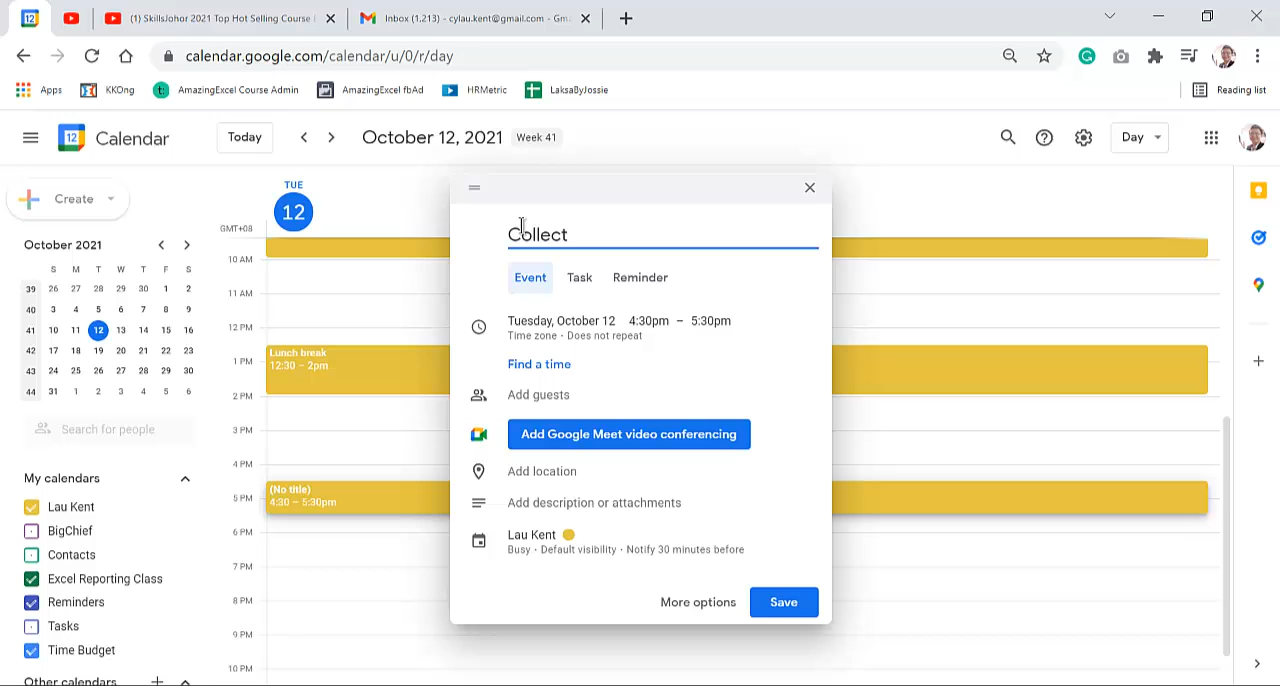 12
(1) SkillsJohor 2021 Top Hot Selling Course
Inbox (1,213) - cylau.kent@gmail.com - Gm
calendar.google.com/calendar/u/0/r/day
Apps
KKOng
AmazingExcel Course Admin
AmazingExcel fbAd
HRMetric
LaksaByJossie
Reading list
12
Calendar
Today
October 12, 2021
Week 41
Day
Create
October 2021
S M T W T F S
39 26 27 28 29 30 1 2
40 3 4 5 6 7 8 9
41 10 11 12 13 14 15 16
42 17 18 19 20 21 22 23
43 24 25 26 27 28 29 30
44 31 1 2 3 4 5 6
Search for people
My calendars
Lau Kent
BigChief
Contacts
Excel Reporting Class
Reminders
Tasks
Time Budget
Other calendars
TUE
12
GMT+08
10 AM
11 AM
12 PM
1 PM
2 PM
3 PM
4 PM
5 PM
6 PM
7 PM
8 PM
9 PM
10 PM
Lunch break
12:30 – 2pm
(No title)
4:30 – 5:30pm
Collect
Event
Task
Reminder
Tuesday, October 12 4:30pm – 5:30pm
Time zone · Does not repeat
Find a time
Add guests
Add Google Meet video conferencing
Add location
Add description or attachments
Lau Kent
Busy · Default visibility · Notify 30 minutes before
More options
Save